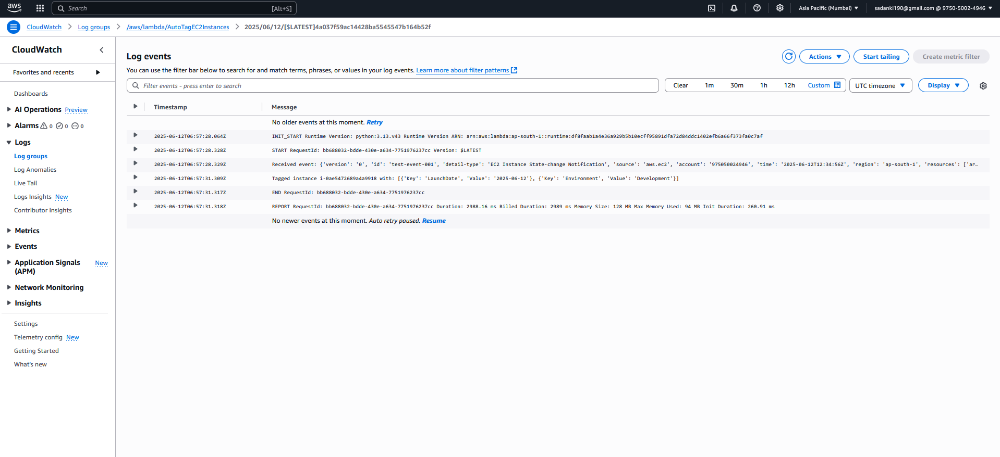 aws
Search [Alt+S]
Asia Pacific (Mumbai)
sadanki190@gmail.com @ 9750-5002-4946
CloudWatch > Log groups > /aws/lambda/AutoTagEC2Instances > 2025/06/12/[$LATEST]4a037f59ac14428ba5545547b164b52f
CloudWatch
Favorites and recents
Dashboards
AI Operations Preview
Alarms 0 0 0
Logs
Log groups
Log Anomalies
Live Tail
Logs Insights New
Contributor Insights
Metrics
Events
Application Signals (APM) New
Network Monitoring
Insights
Settings
Telemetry config New
Getting Started
What's new
Log events
Actions
Start tailing
Create metric filter
You can use the filter bar below to search for and match terms, phrases, or values in your log events. Learn more about filter patterns
Filter events - press enter to search
Clear 1m 30m 1h 12h Custom
UTC timezone
Display
Timestamp Message
No older events at this moment. Retry
2025-06-12T06:57:28.064Z INIT_START Runtime Version: python:3.13.v43 Runtime Version ARN: arn:aws:lambda:ap-south-1::runtime:df8faab1a4e36a929b5b10ecff95891dfa72d84ddc1402efb6a66f373fa0c7af
2025-06-12T06:57:28.328Z START RequestId: bb688032-bdde-430e-a634-7751976237cc Version: $LATEST
2025-06-12T06:57:28.329Z Received event: {'version': '0', 'id': 'test-event-001', 'detail-type': 'EC2 Instance State-change Notification', 'source': 'aws.ec2', 'account': '975050024946', 'time': '2025-06-12T12:34:56Z', 'region': 'ap-south-1', 'resources': ['ar…
2025-06-12T06:57:31.309Z Tagged instance i-0ae5472689a4a9918 with: [{'Key': 'LaunchDate', 'Value': '2025-06-12'}, {'Key': 'Environment', 'Value': 'Development'}]
2025-06-12T06:57:31.317Z END RequestId: bb688032-bdde-430e-a634-7751976237cc
2025-06-12T06:57:31.318Z REPORT RequestId: bb688032-bdde-430e-a634-7751976237cc Duration: 2988.16 ms Billed Duration: 2989 ms Memory Size: 128 MB Max Memory Used: 94 MB Init Duration: 260.91 ms
No newer events at this moment. Auto retry paused. Resume